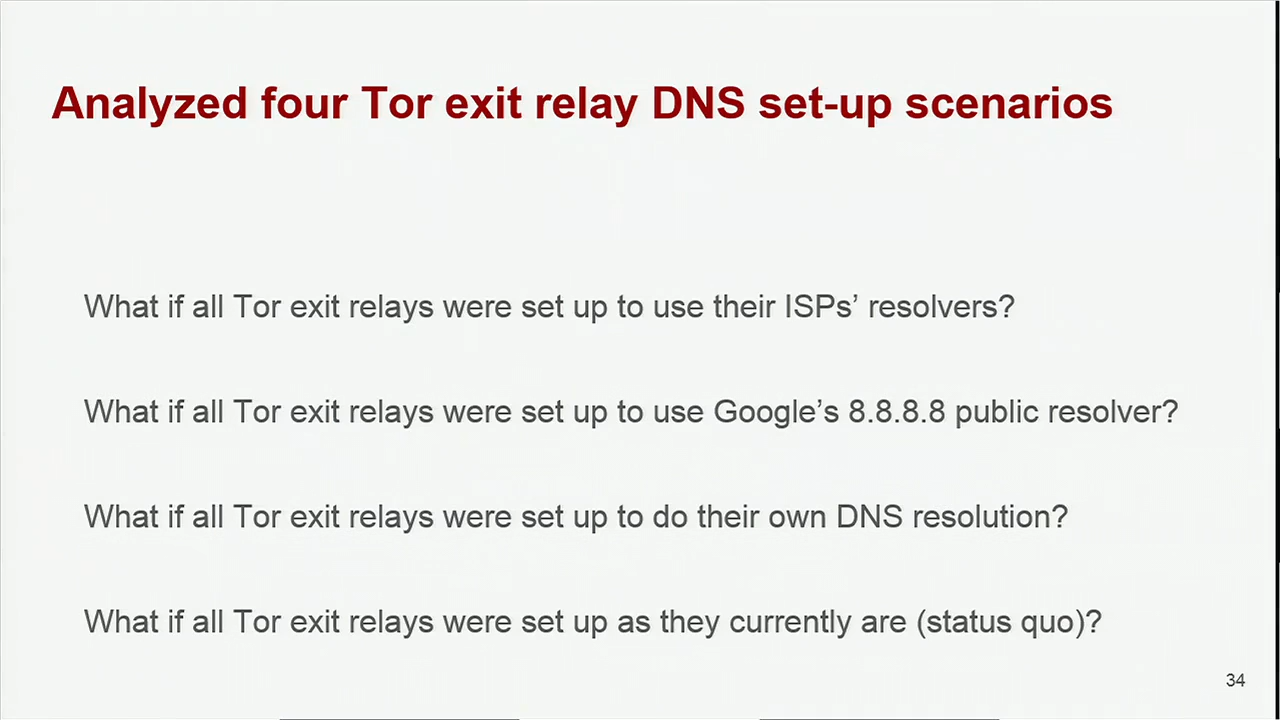 Analyzed four Tor exit relay DNS set-up scenarios
What if all Tor exit relays were set up to use their ISPs’ resolvers?
What if all Tor exit relays were set up to use Google’s 8.8.8.8 public resolver?
What if all Tor exit relays were set up to do their own DNS resolution?
What if all Tor exit relays were set up as they currently are (status quo)?
34